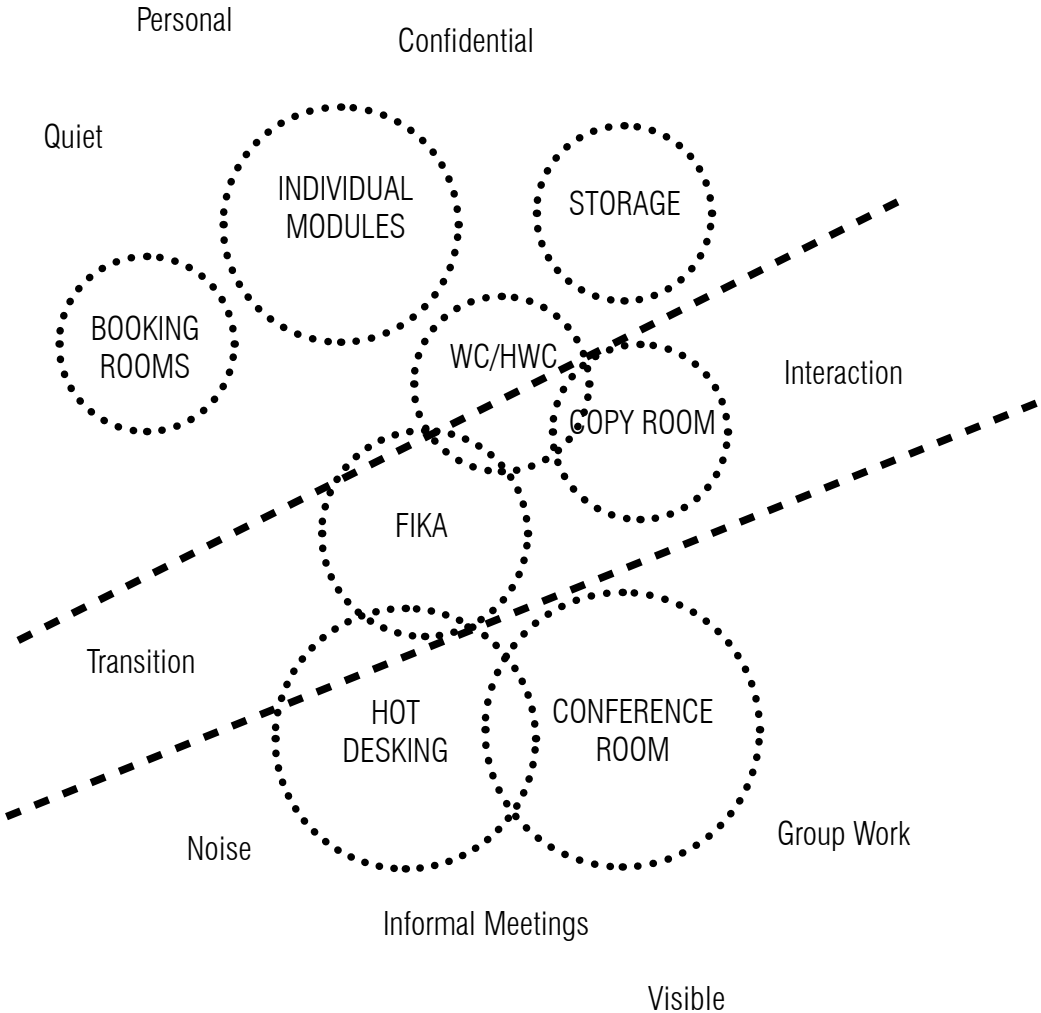 Personal
Confidential
Quiet
INDIVIDUAL
MODULES
STORAGE
BOOKING
ROOMS
WC/HWC
Interaction
COPY ROOM
FIKA
Transition
HOT
DESKING
CONFERENCE
ROOM
Noise
Group Work
Informal Meetings
Visible